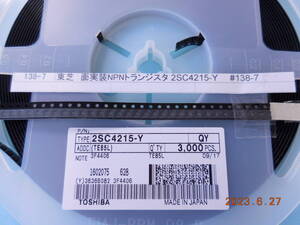 138-7 東芝 面実装NPNトランジスタ 2SC4215-Y #138-7
P/N:
TYPE 2SC4215-Y QY
ADDC (TE85L) Q'TY 3,000 PCS.
NOTE 3F4406 TE85L 09/17
1602075 62B
(Y)3636B082 3F4406
TOSHIBA MADE IN JAPAN
2023.6.27